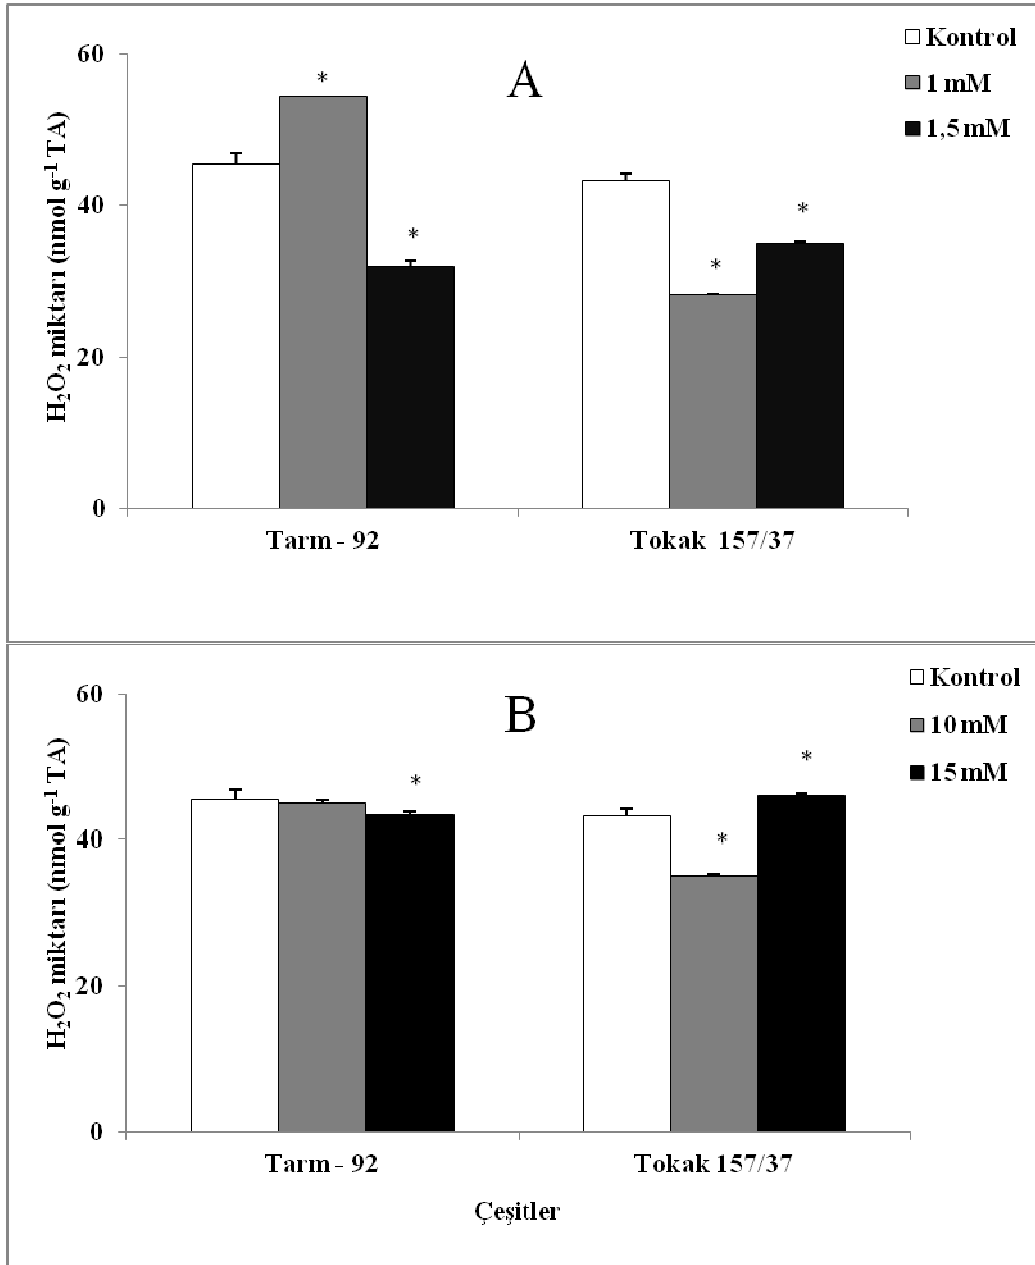 A
Kontrol
1 mM
1,5 mM
H₂O₂ miktarı (nmol g⁻¹ TA)
60
40
20
0
*
*
*
*
Tarm - 92
Tokak 157/37
B
Kontrol
10 mM
15 mM
H₂O₂ miktarı (nmol g⁻¹ TA)
60
40
20
0
*
*
*
Tarm - 92
Tokak 157/37
Çeşitler